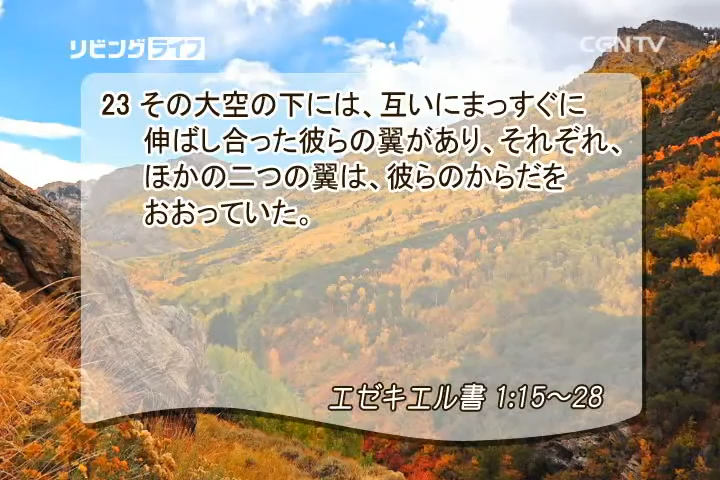 リビングライフ
CGNTV
23 その大空の下には、互いにまっすぐに
伸ばし合った彼らの翼があり、それぞれ、
ほかの二つの翼は、彼らのからだを
おおっていた。
エゼキエル書 1:15〜28